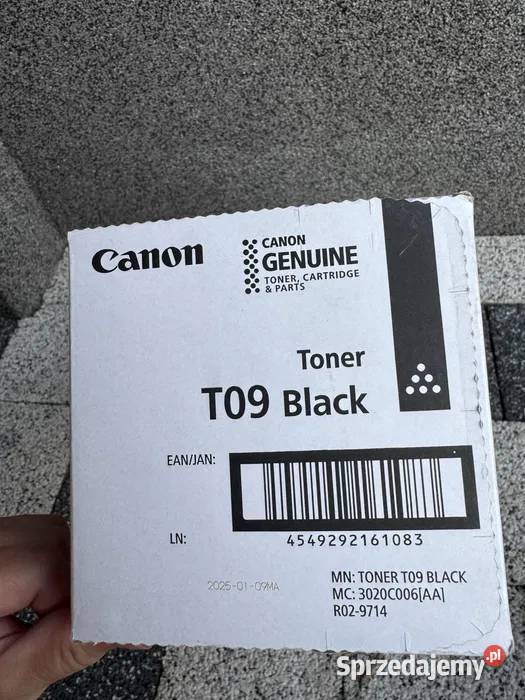 Canon
CANON
GENUINE
TONER, CARTRIDGE
& PARTS
Toner
T09 Black
EAN/JAN:
4549292161083
LN:
2025-01-09MA
MN: TONER T09 BLACK
MC: 3020C006[AA]
R02-9714
Sprzedajemy.pl